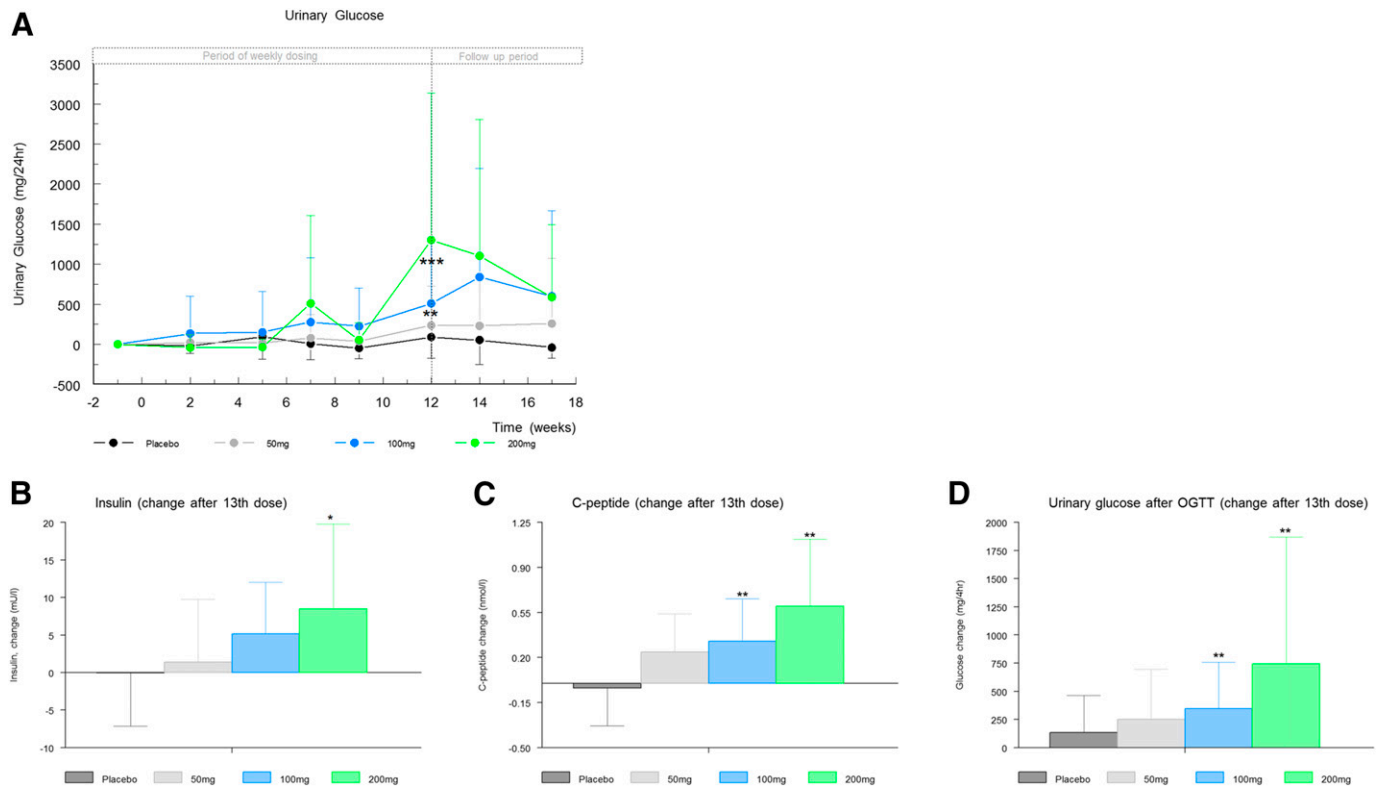 Urinary Glucose
A
Period of weekly dosing
Follow up period
Urinary Glucose (mg/24hr)
3500
3000
2500
2000
1500
1000
500
0
-500
***
**
-2 0 2 4 6 8 10 12 14 16 18
Time (weeks)
Placebo 50mg 100mg 200mg
B
Insulin (change after 13th dose)
Insulin, change (mU/l)
20
15
10
5
0
-5
-10
*
Placebo 50mg 100mg 200mg
C
C-peptide (change after 13th dose)
C-peptide change (nmol/l)
1.25
0.90
0.55
0.20
-0.15
-0.50
**
**
Placebo 50mg 100mg 200mg
D
Urinary glucose after OGTT (change after 13th dose)
Glucose change (mg/4hr)
2000
1750
1500
1250
1000
750
500
250
0
**
**
Placebo 50mg 100mg 200mg